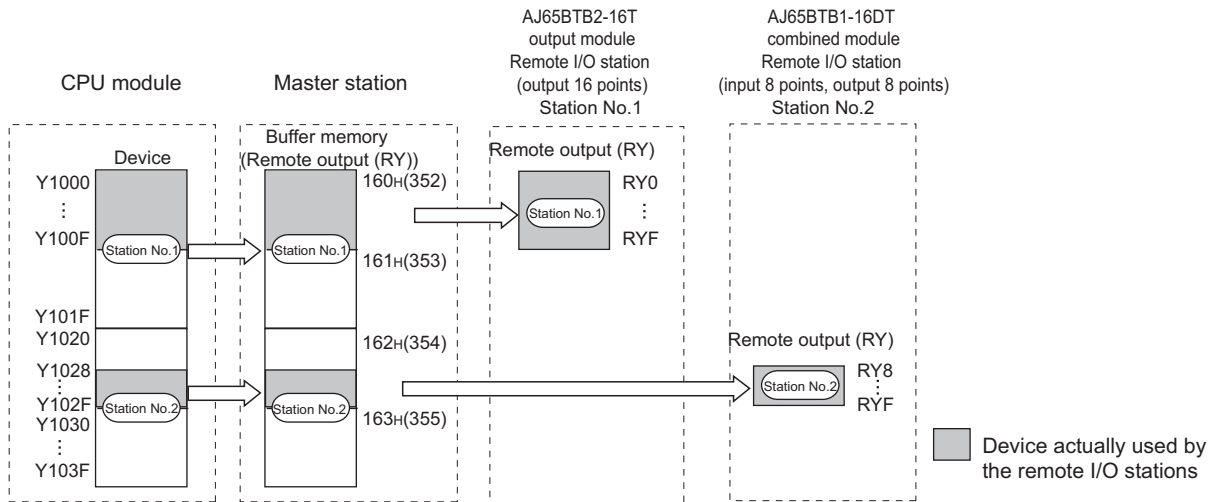 AJ65BTB2-16T
output module
Remote I/O station
(output 16 points)
Station No.1
AJ65BTB1-16DT
combined module
Remote I/O station
(input 8 points, output 8 points)
Station No.2
CPU module
Master station
Device
Buffer memory
(Remote output (RY))
Remote output (RY)
Y1000
⋮
Y100F
Station No.1
Y101F
Y1020
Y1028
⋮
Y102F
Station No.2
Y1030
⋮
Y103F
160H(352)
Station No.1
161H(353)
162H(354)
Station No.2
163H(355)
RY0
⋮
RYF
Station No.1
Remote output (RY)
RY8
⋮
RYF
Station No.2
Device actually used by
the remote I/O stations